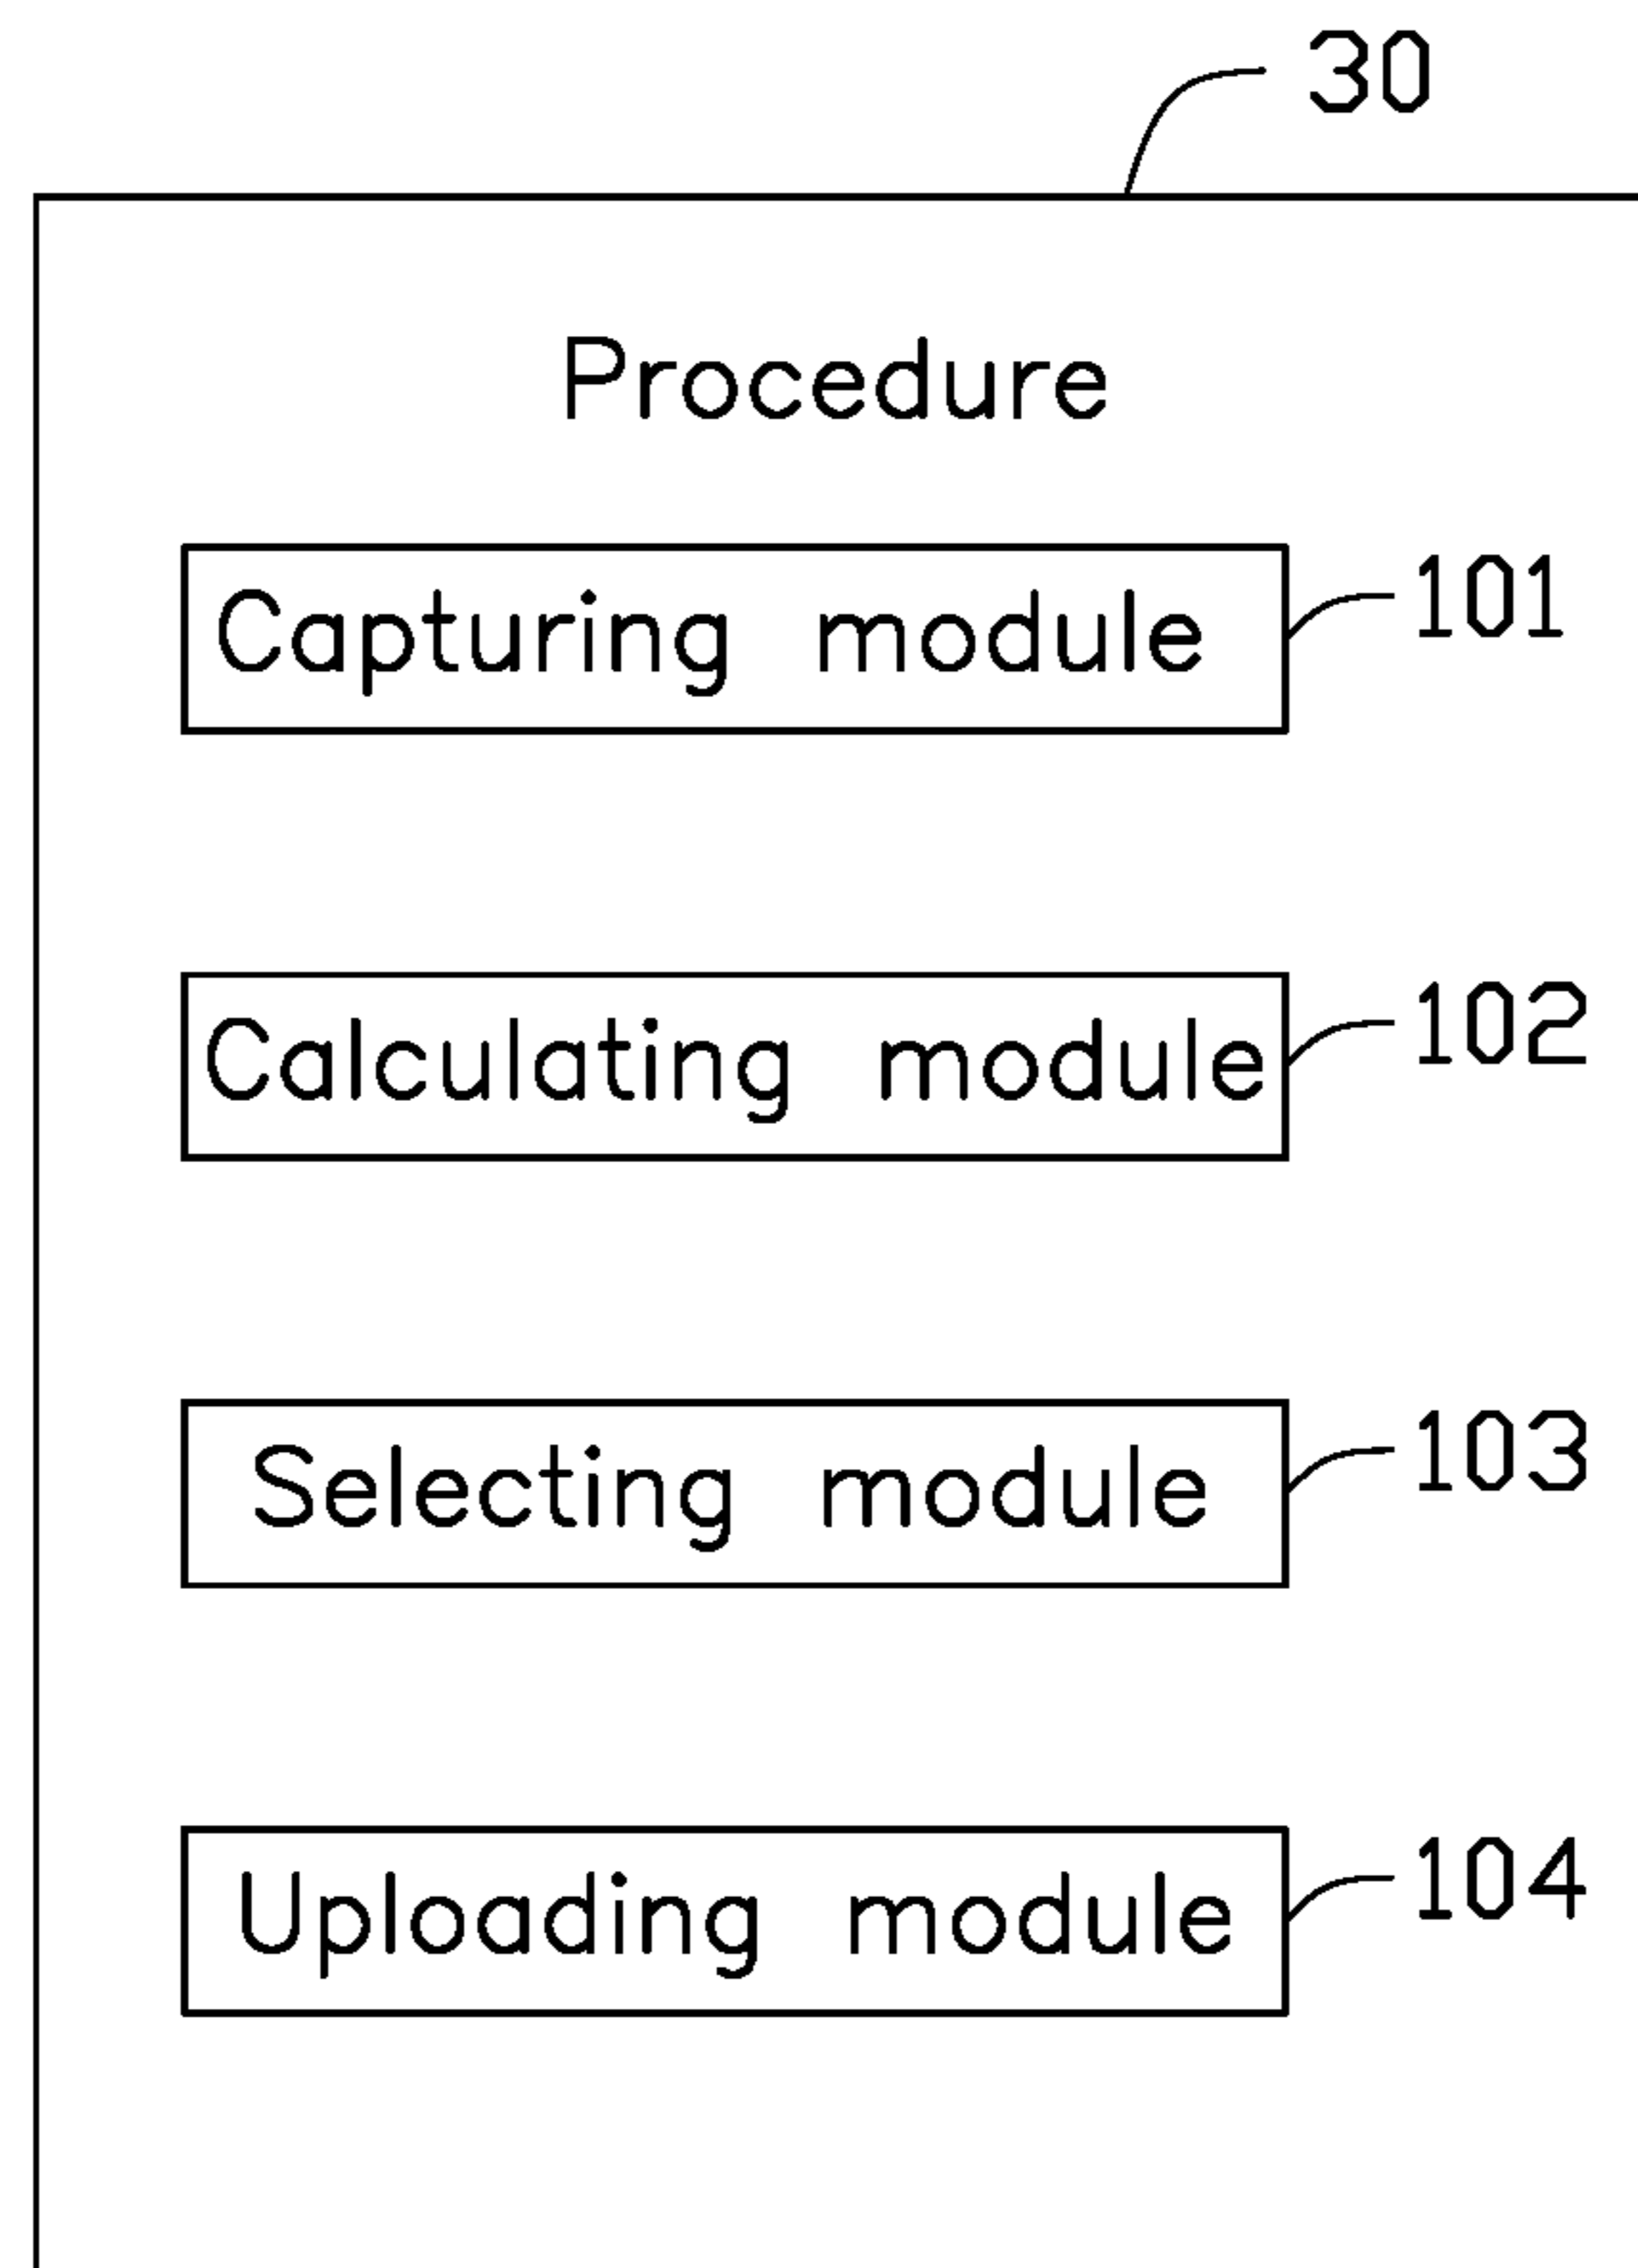 30
Procedure
Capturing module 101
Calculating module 102
Selecting module 103
Uploading module 104